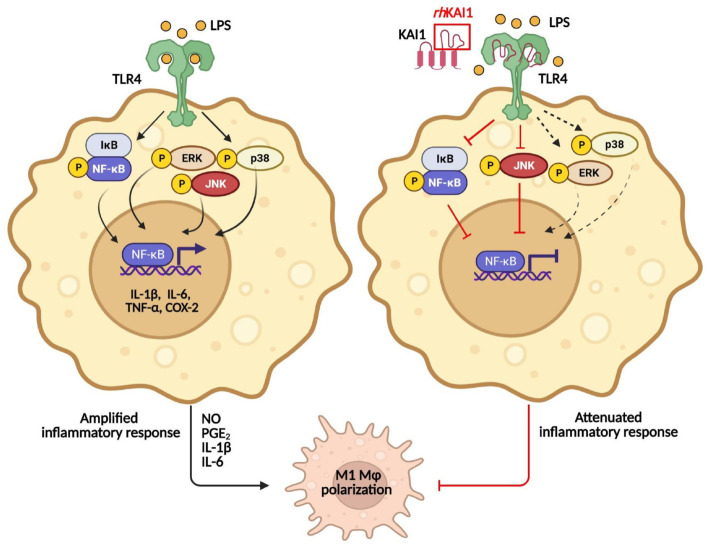 LPS
TLR4
IκB
P NF-κB
P ERK
P p38
P JNK
NF-κB
IL-1β, IL-6,
TNF-α, COX-2
Amplified
inflammatory response
NO
PGE₂
IL-1β
IL-6
rhKAI1
KAI1
LPS
TLR4
IκB
P NF-κB
P JNK
P p38
P ERK
NF-κB
Attenuated
inflammatory response
M1 Mφ
polarization